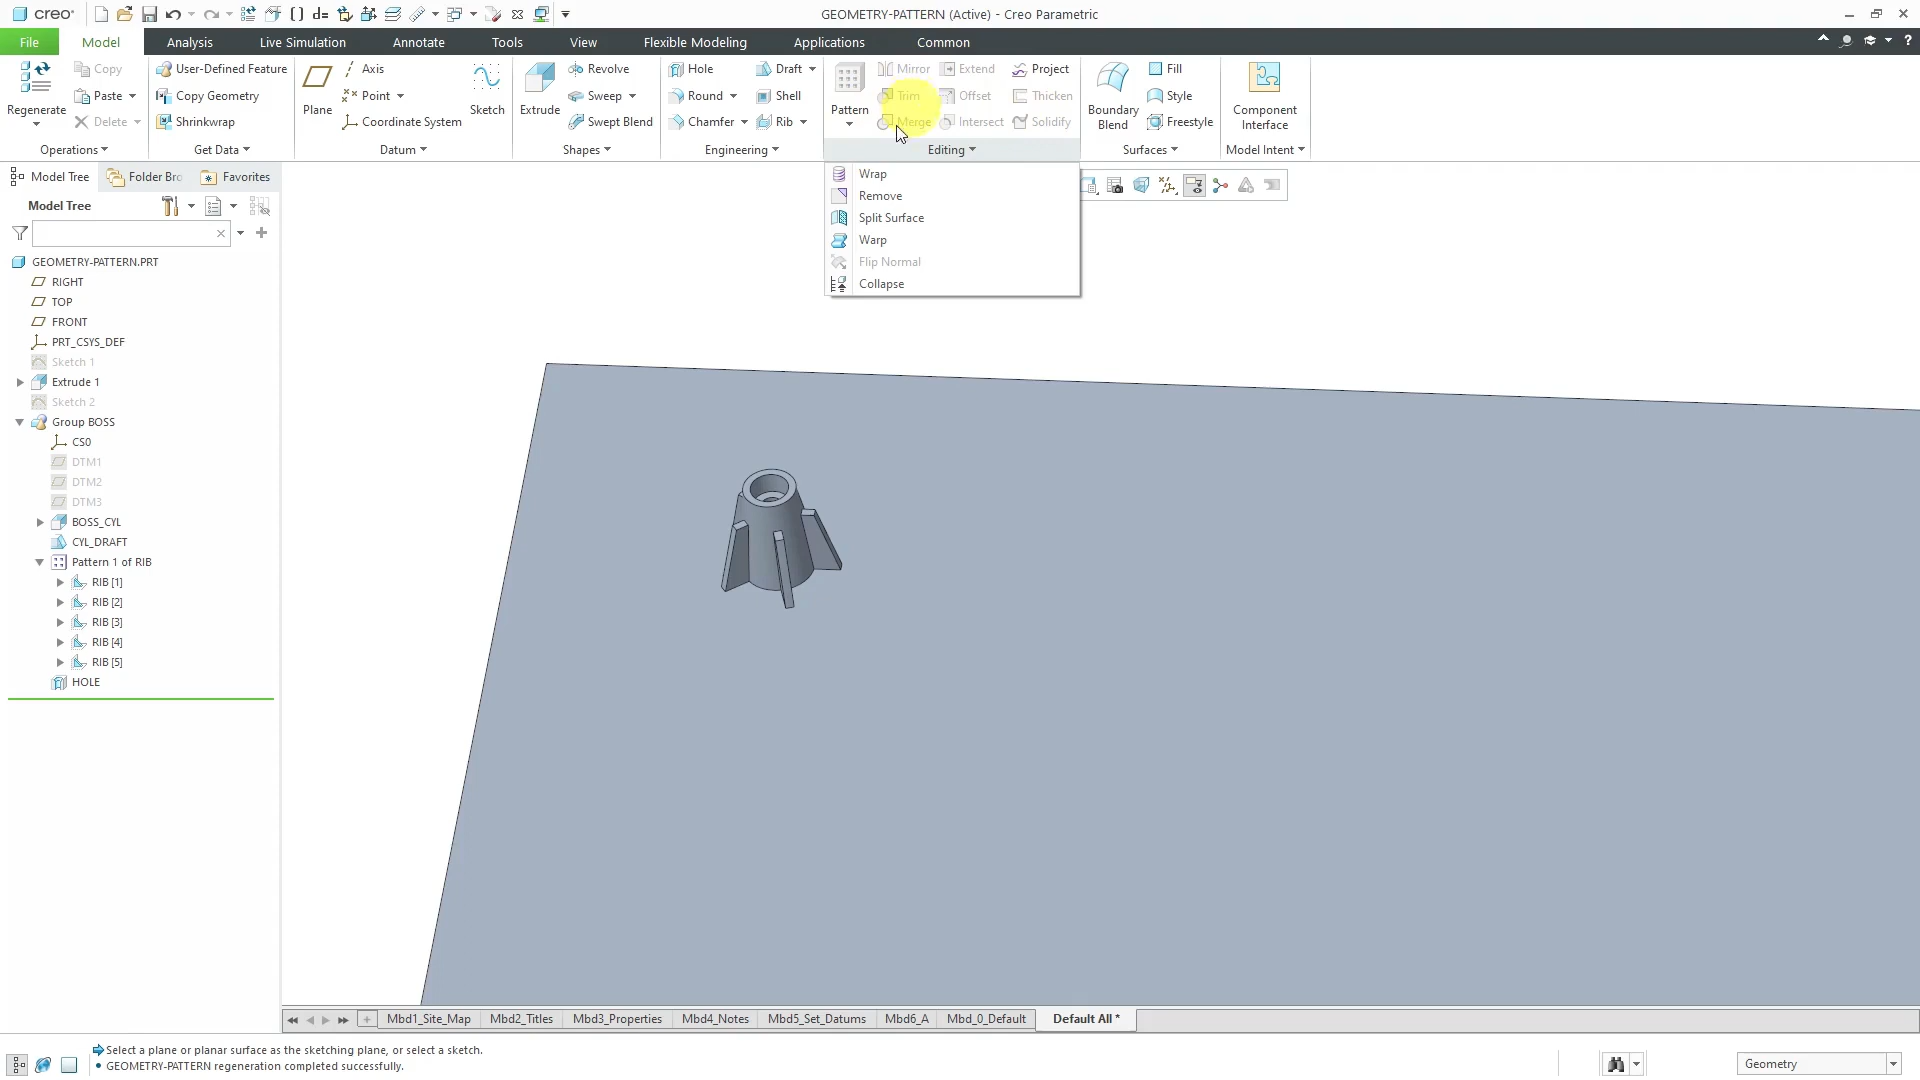 creo
GEOMETRY-PATTERN (Active) - Creo Parametric
File
Model
Analysis
Live Simulation
Annotate
Tools
View
Flexible Modeling
Applications
Common
Regenerate
Copy
Paste
Delete
Operations
User-Defined Feature
Copy Geometry
Shrinkwrap
Get Data
Plane
Axis
Point
Coordinate System
Sketch
Datum
Extrude
Revolve
Sweep
Swept Blend
Shapes
Hole
Round
Chamfer
Draft
Shell
Rib
Engineering
Pattern
Mirror
Trim
Merge
Extend
Offset
Intersect
Project
Thicken
Solidify
Editing
Boundary
Blend
Fill
Style
Freestyle
Surfaces
Component
Interface
Model Intent
Wrap
Remove
Split Surface
Warp
Flip Normal
Collapse
Model Tree
Folder Bro
Favorites
Model Tree
GEOMETRY-PATTERN.PRT
RIGHT
TOP
FRONT
PRT_CSYS_DEF
Sketch 1
Extrude 1
Sketch 2
Group BOSS
CS0
DTM1
DTM2
DTM3
BOSS_CYL
CYL_DRAFT
Pattern 1 of RIB
RIB [1]
RIB [2]
RIB [3]
RIB [4]
RIB [5]
HOLE
Mbd1_Site_Map
Mbd2_Titles
Mbd3_Properties
Mbd4_Notes
Mbd5_Set_Datums
Mbd6_A
Mbd_0_Default
Default All *
Select a plane or planar surface as the sketching plane, or select a sketch.
• GEOMETRY-PATTERN regeneration completed successfully.
Geometry